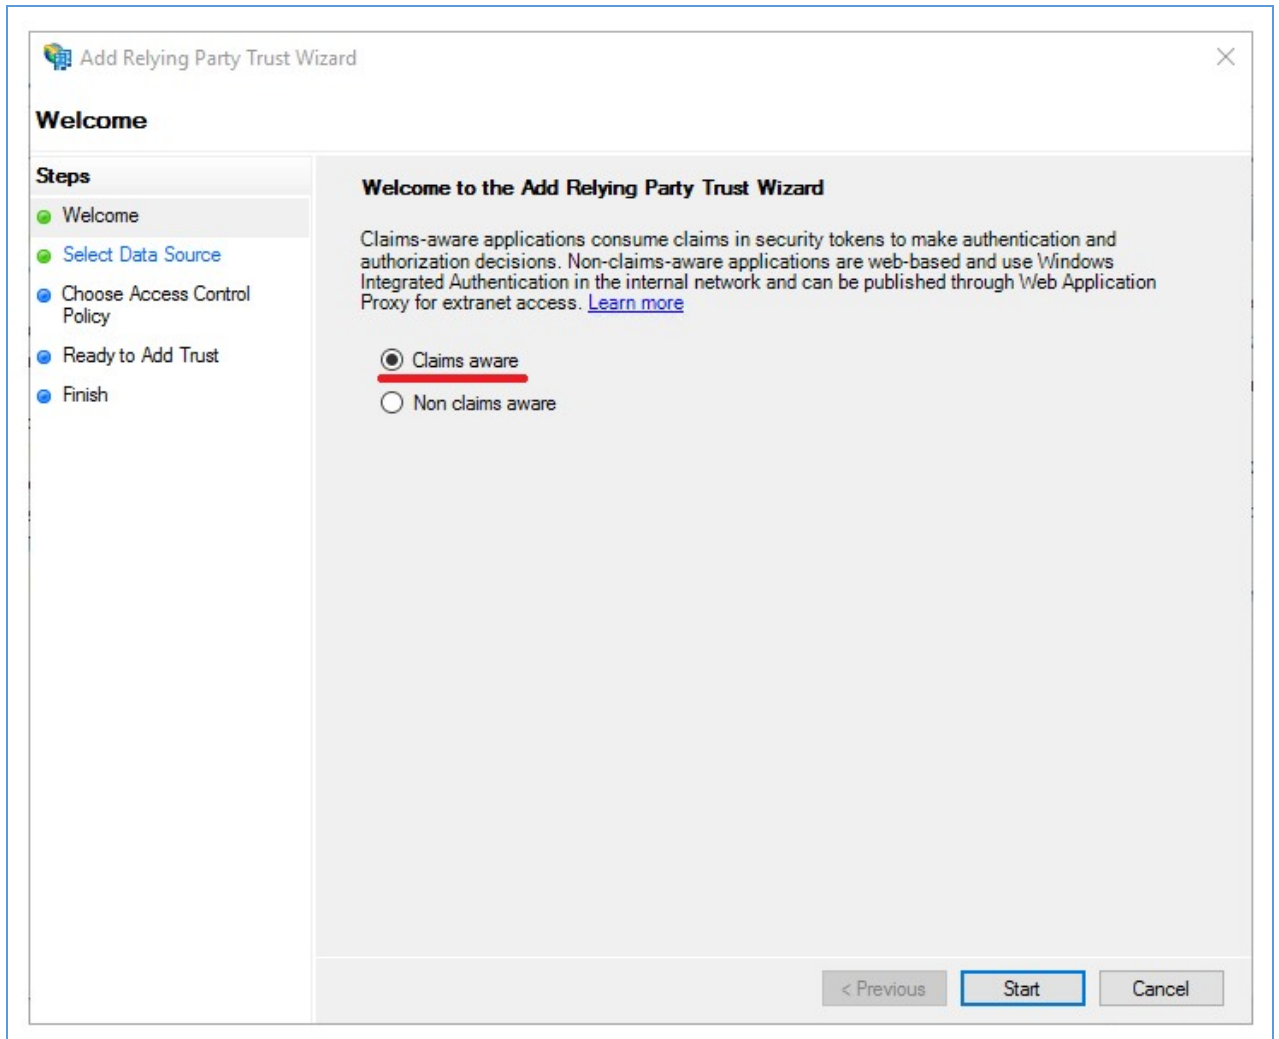 Add Relying Party Trust Wizard
Welcome
Steps
Welcome
Select Data Source
Choose Access Control
Policy
Ready to Add Trust
Finish
Welcome to the Add Relying Party Trust Wizard
Claims-aware applications consume claims in security tokens to make authentication and
authorization decisions. Non-claims-aware applications are web-based and use Windows
Integrated Authentication in the internal network and can be published through Web Application
Proxy for extranet access. Learn more
Claims aware
Non claims aware
< Previous
Start
Cancel